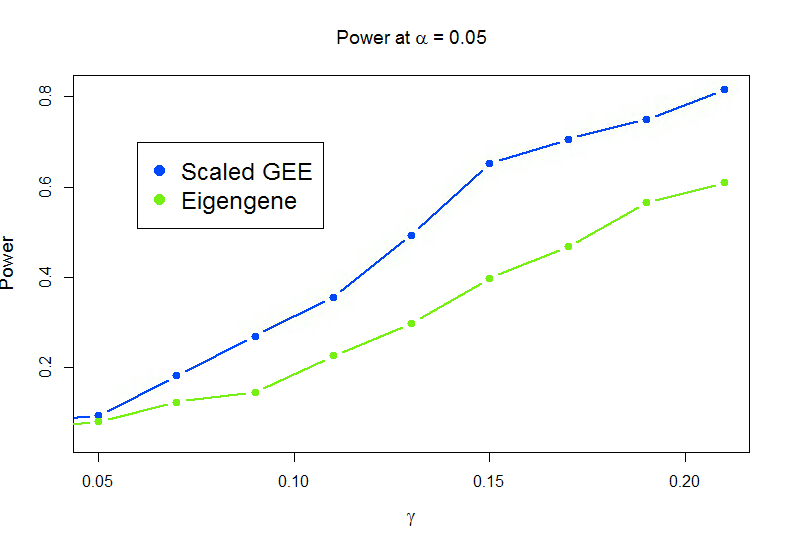 Power at α = 0.05
Scaled GEE
Eigengene
Power
0.8
0.6
0.4
0.2
0.05
0.10
0.15
0.20
γ